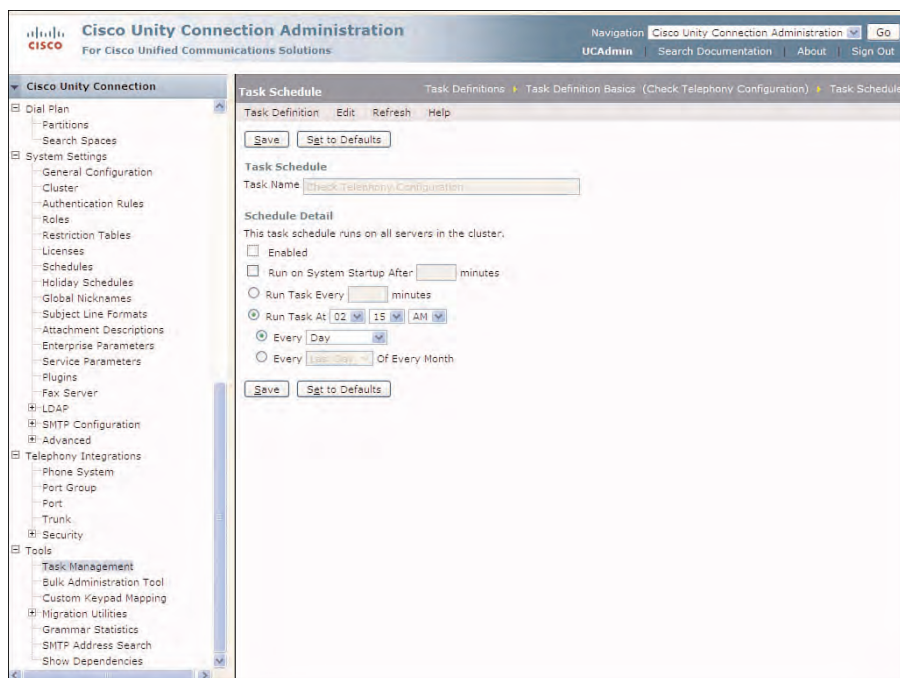 cisco
Cisco Unity Connection Administration
For Cisco Unified Communications Solutions
Navigation Cisco Unity Connection Administration Go
UCAdmin Search Documentation About Sign Out
Cisco Unity Connection
Dial Plan
Partitions
Search Spaces
System Settings
General Configuration
Cluster
Authentication Rules
Roles
Restriction Tables
Licenses
Schedules
Holiday Schedules
Global Nicknames
Subject Line Formats
Attachment Descriptions
Enterprise Parameters
Service Parameters
Plugins
Fax Server
LDAP
SMTP Configuration
Advanced
Telephony Integrations
Phone System
Port Group
Port
Trunk
Security
Tools
Task Management
Bulk Administration Tool
Custom Keypad Mapping
Migration Utilities
Grammar Statistics
SMTP Address Search
Show Dependencies
Task Schedule
Task Definitions Task Definition Basics (Check Telephony Configuration) Task Schedule
Task Definition Edit Refresh Help
Save Set to Defaults
Task Schedule
Task Name Check Telephony Configuration
Schedule Detail
This task schedule runs on all servers in the cluster.
Enabled
Run on System Startup After minutes
Run Task Every minutes
Run Task At 02 15 AM
Every Day
Every Last Day Of Every Month
Save Set to Defaults